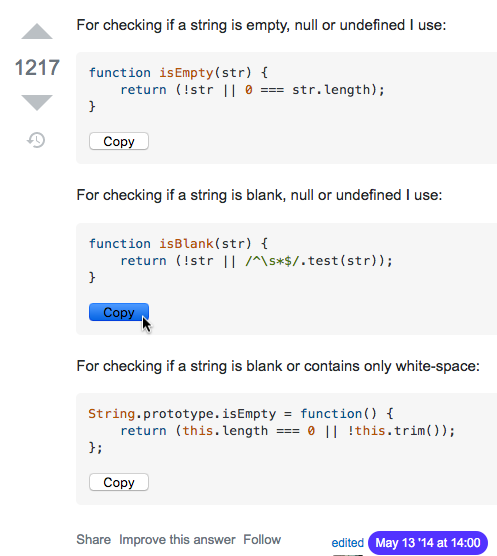 For checking if a string is empty, null or undefined I use:
1217
function isEmpty(str) {
    return (!str || 0 === str.length);
}
Copy
For checking if a string is blank, null or undefined I use:
function isBlank(str) {
    return (!str || /^\s*$/.test(str));
}
Copy
For checking if a string is blank or contains only white-space:
String.prototype.isEmpty = function() {
    return (this.length === 0 || !this.trim());
};
Copy
Share Improve this answer Follow
edited May 13 '14 at 14:00